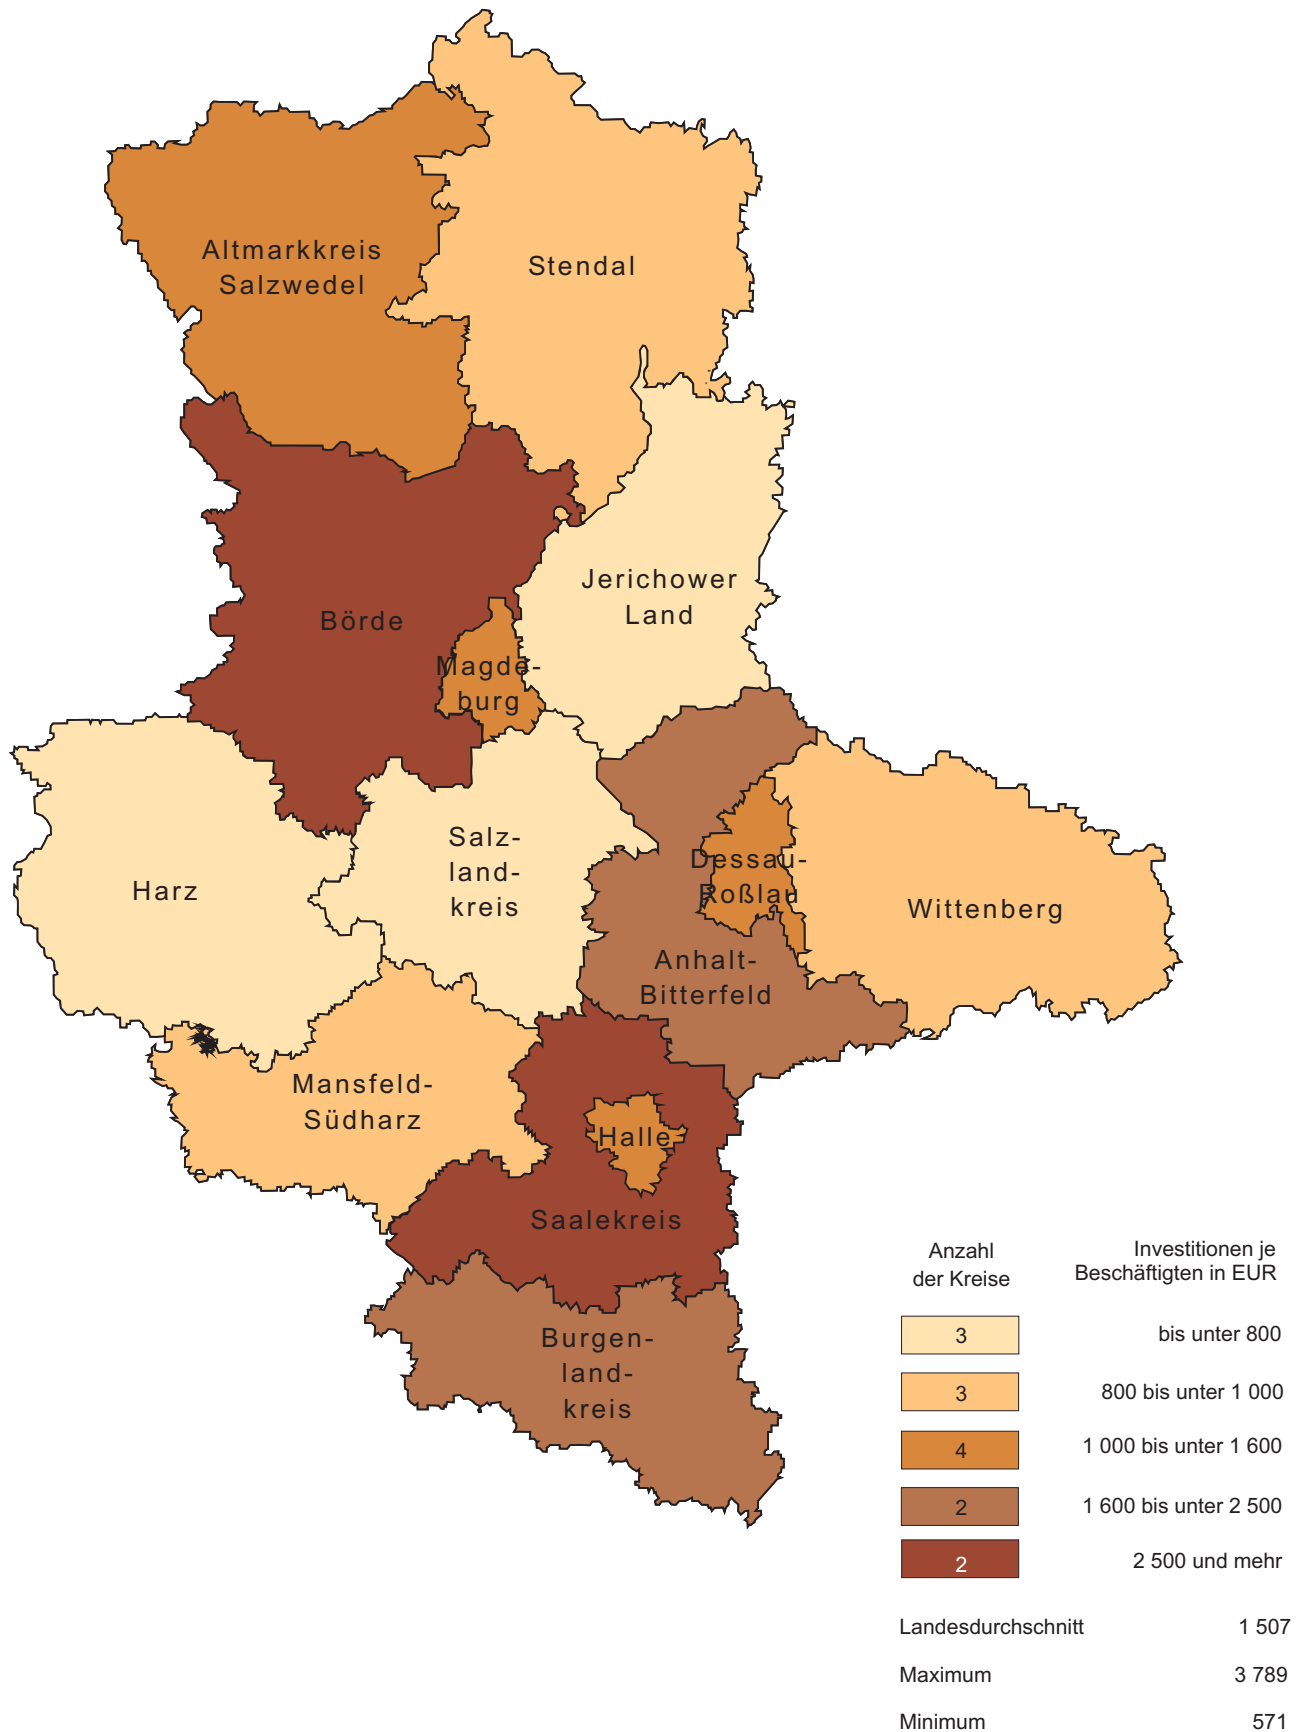 Altmarkkreis
Salzwedel
Stendal
Jerichower
Land
Börde
Magde-
burg
Salz-
land-
kreis
Dessau-
Roßlau
Harz
Wittenberg
Anhalt-
Bitterfeld
Mansfeld-
Südharz
Halle
Saalekreis
Burgen-
land-
kreis
Anzahl
der Kreise
Investitionen je
Beschäftigten in EUR
3 bis unter 800
3 800 bis unter 1 000
4 1 000 bis unter 1 600
2 1 600 bis unter 2 500
2 2 500 und mehr
Landesdurchschnitt 1 507
Maximum 3 789
Minimum 571